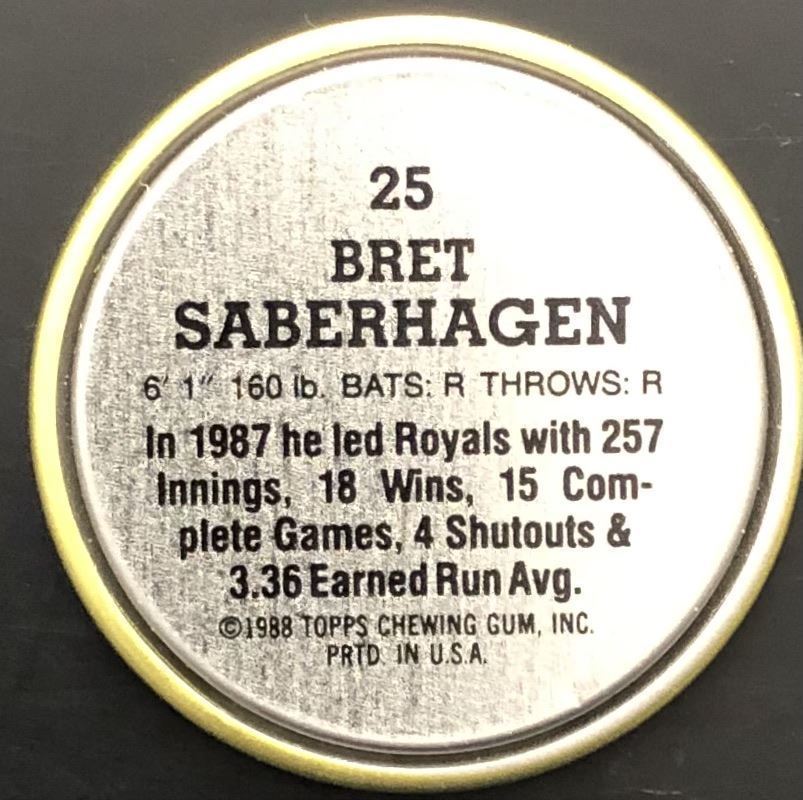 25
BRET
SABERHAGEN
6' 1" 160 lb. BATS: R THROWS: R
In 1987 he led Royals with 257
Innings, 18 Wins, 15 Com-
plete Games, 4 Shutouts &
3.36 Earned Run Avg.
©1988 TOPPS CHEWING GUM, INC.
PRTD. IN U.S.A.